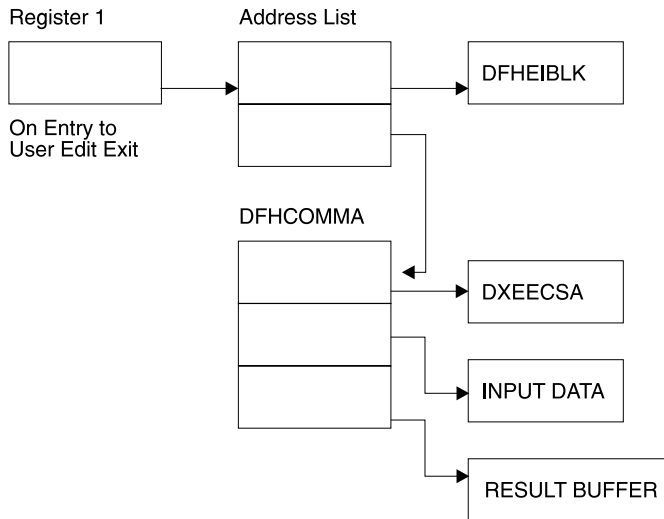 Register 1
Address List
DFHEIBLK
On Entry to
User Edit Exit
DFHCOMMA
DXEECSA
INPUT DATA
RESULT BUFFER